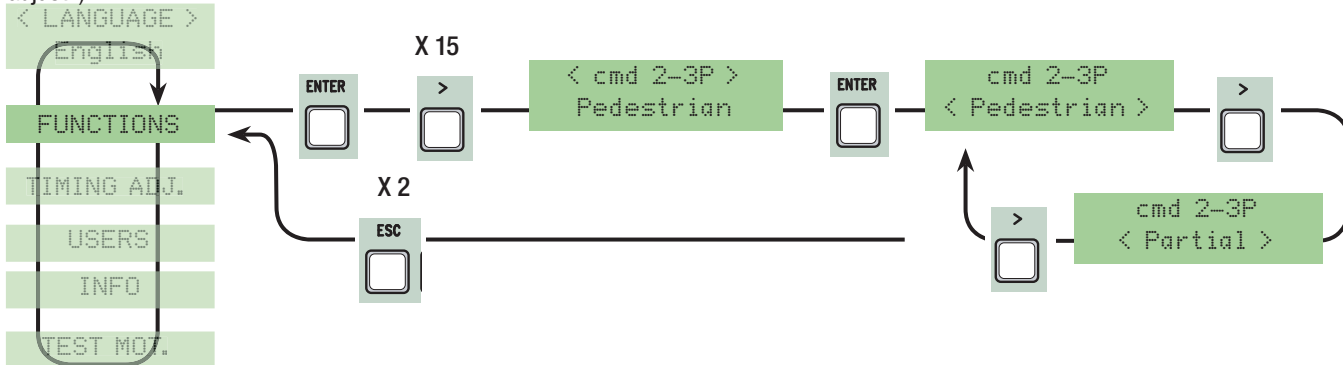 < LANGUAGE >
English
FUNCTIONS
TIMING ADJ.
USERS
INFO
TEST MOT.
ENTER
X 15
>
< cmd 2–3P >
Pedestrian
ENTER
cmd 2–3P
< Pedestrian >
>
cmd 2–3P
< Partial >
>
X 2
ESC